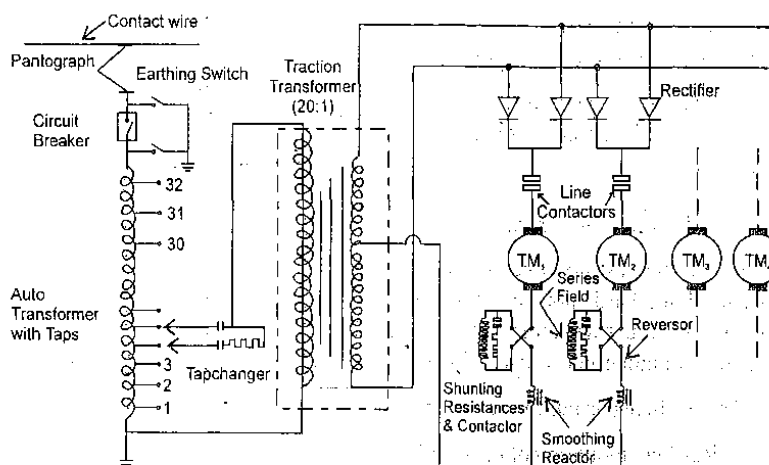 Contact wire
Pantograph
Earthing Switch
Circuit
Breaker
Traction
Transformer
(20:1)
Rectifier
32
31
30
Line
Contactors
Auto
Transformer
with Taps
3
2
1
Tapchanger
TM₁
TM₂
TM₃
TM
Series
Field
Reversor
Shunting
Resistances
& Contactor
Smoothing
Reactor